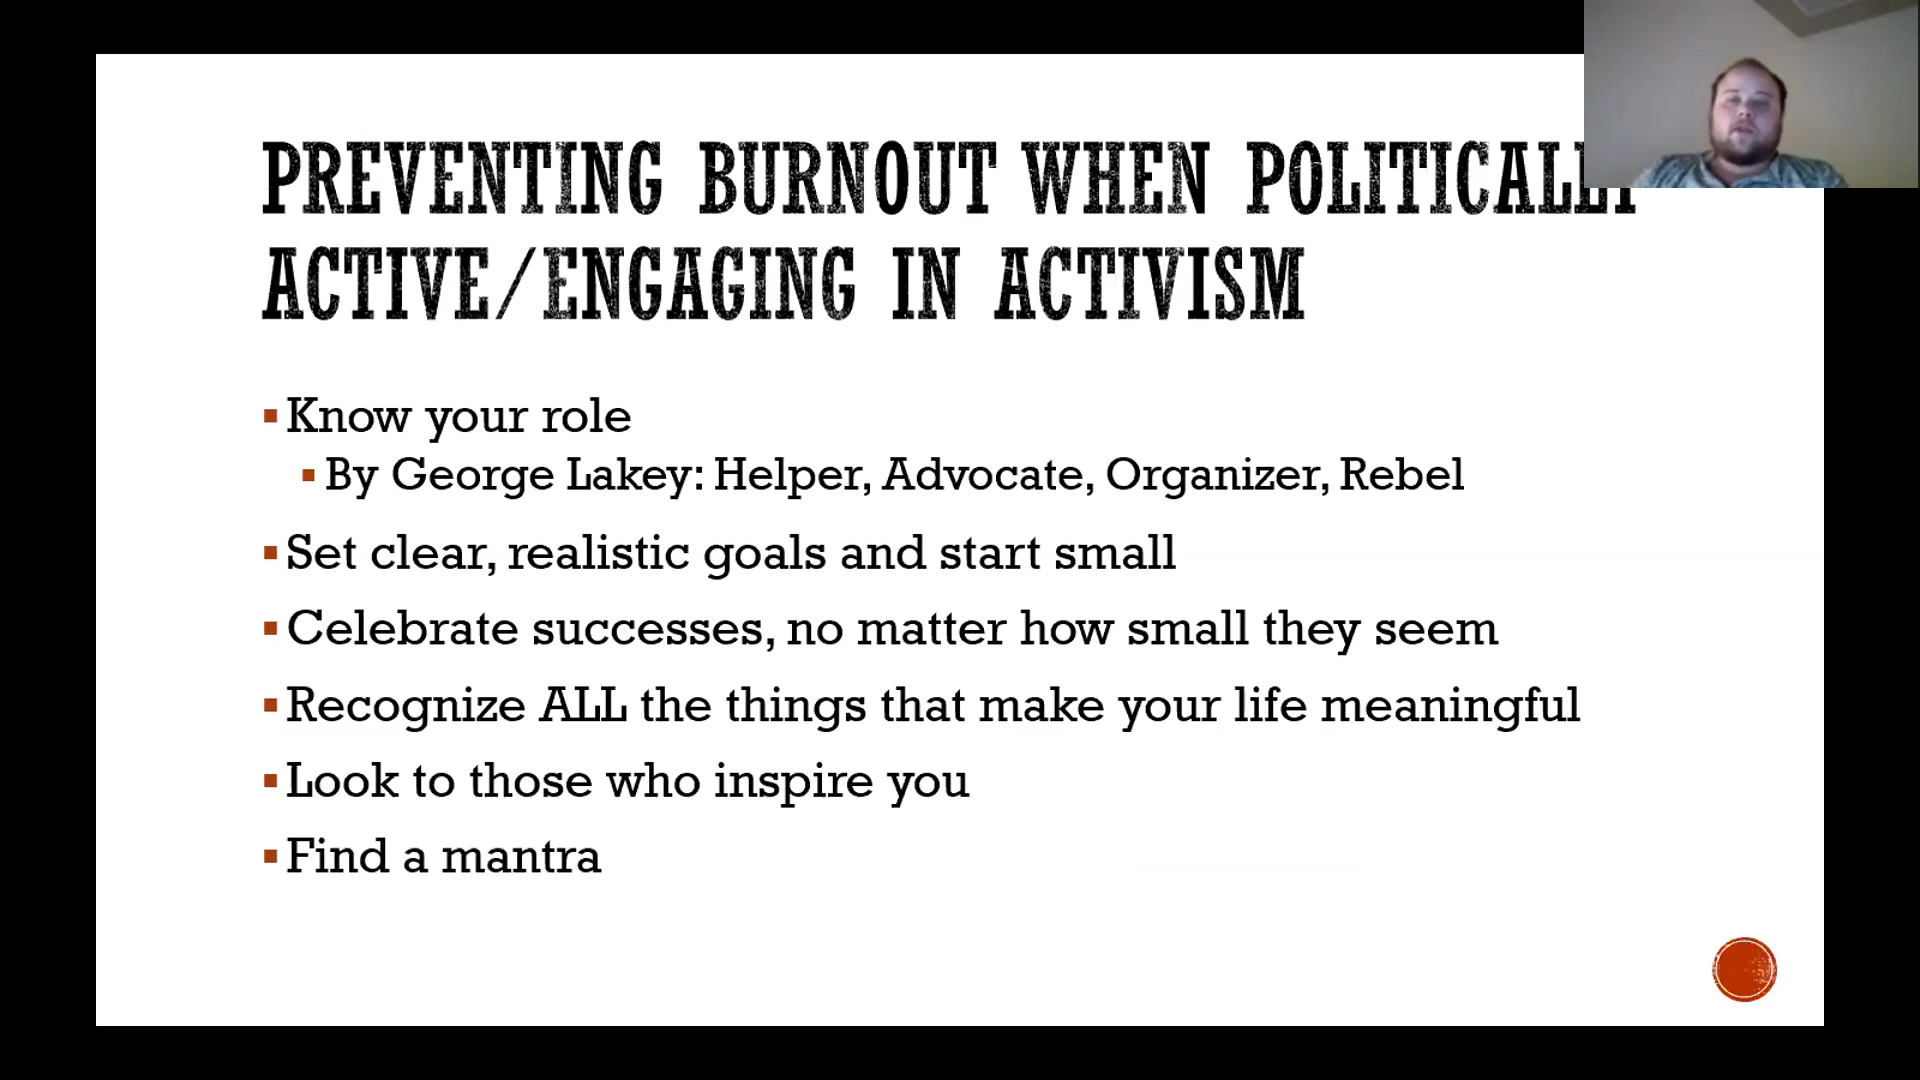 PREVENTING BURNOUT WHEN POLITICALLY
ACTIVE/ENGAGING IN ACTIVISM
Know your role
By George Lakey: Helper, Advocate, Organizer, Rebel
Set clear, realistic goals and start small
Celebrate successes, no matter how small they seem
Recognize ALL the things that make your life meaningful
Look to those who inspire you
Find a mantra